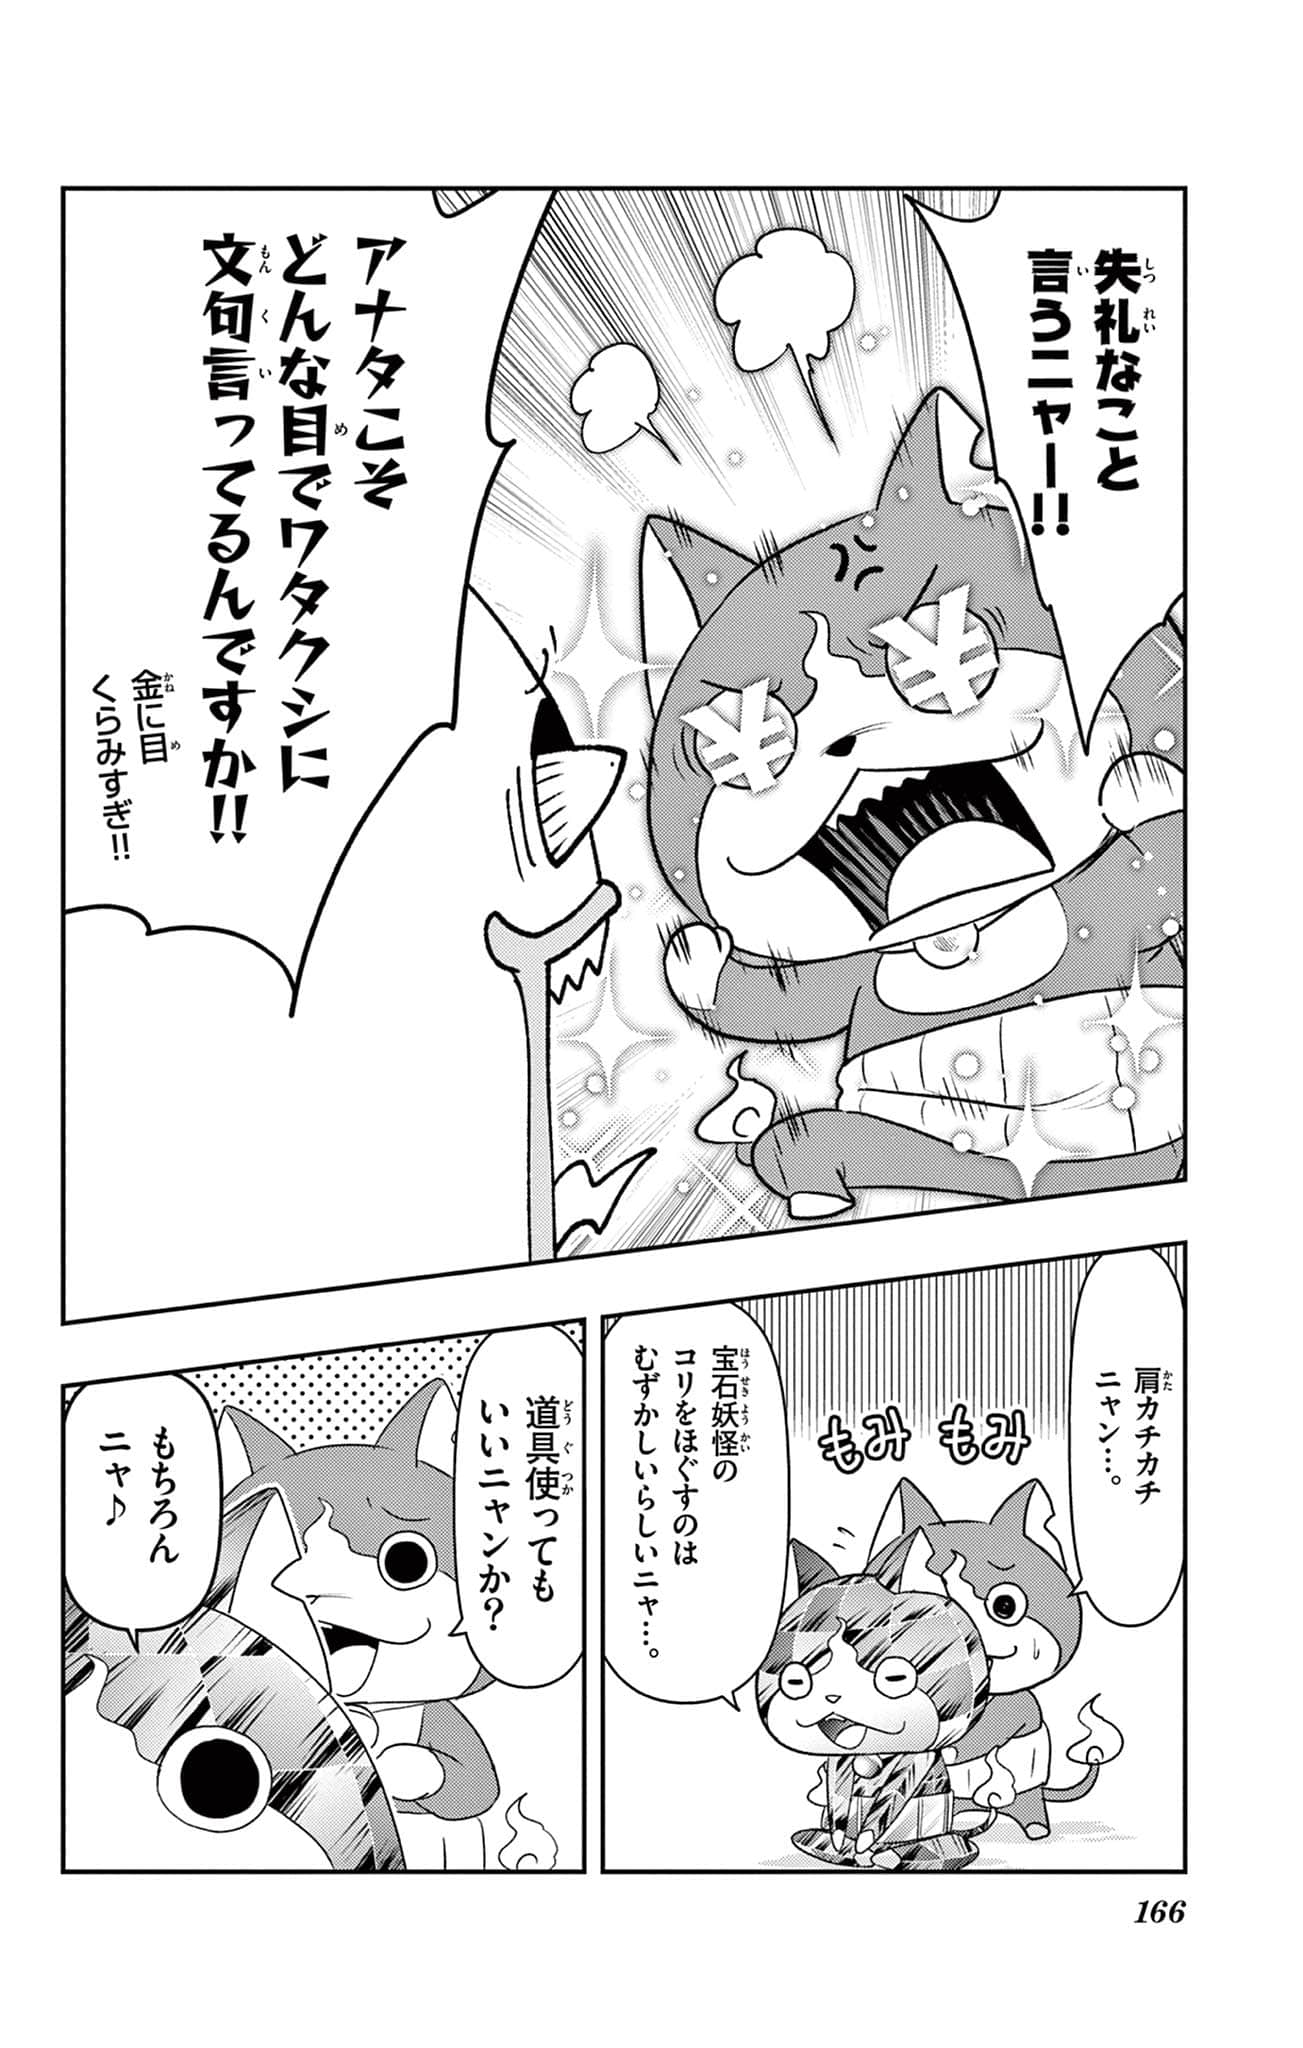 失礼なこと
言うニャー!!
アナタこそ
どんな目でワタクシに
文句言ってるんですか!!
金に目
くらみすぎ!!
肩カチカチ
ニャン…。
もみ もみ
宝石妖怪の
コリをほぐすのは
むずかしいらしいニャ…。
道具使っても
いいニャンか？
もちろん
ニャ♪
166